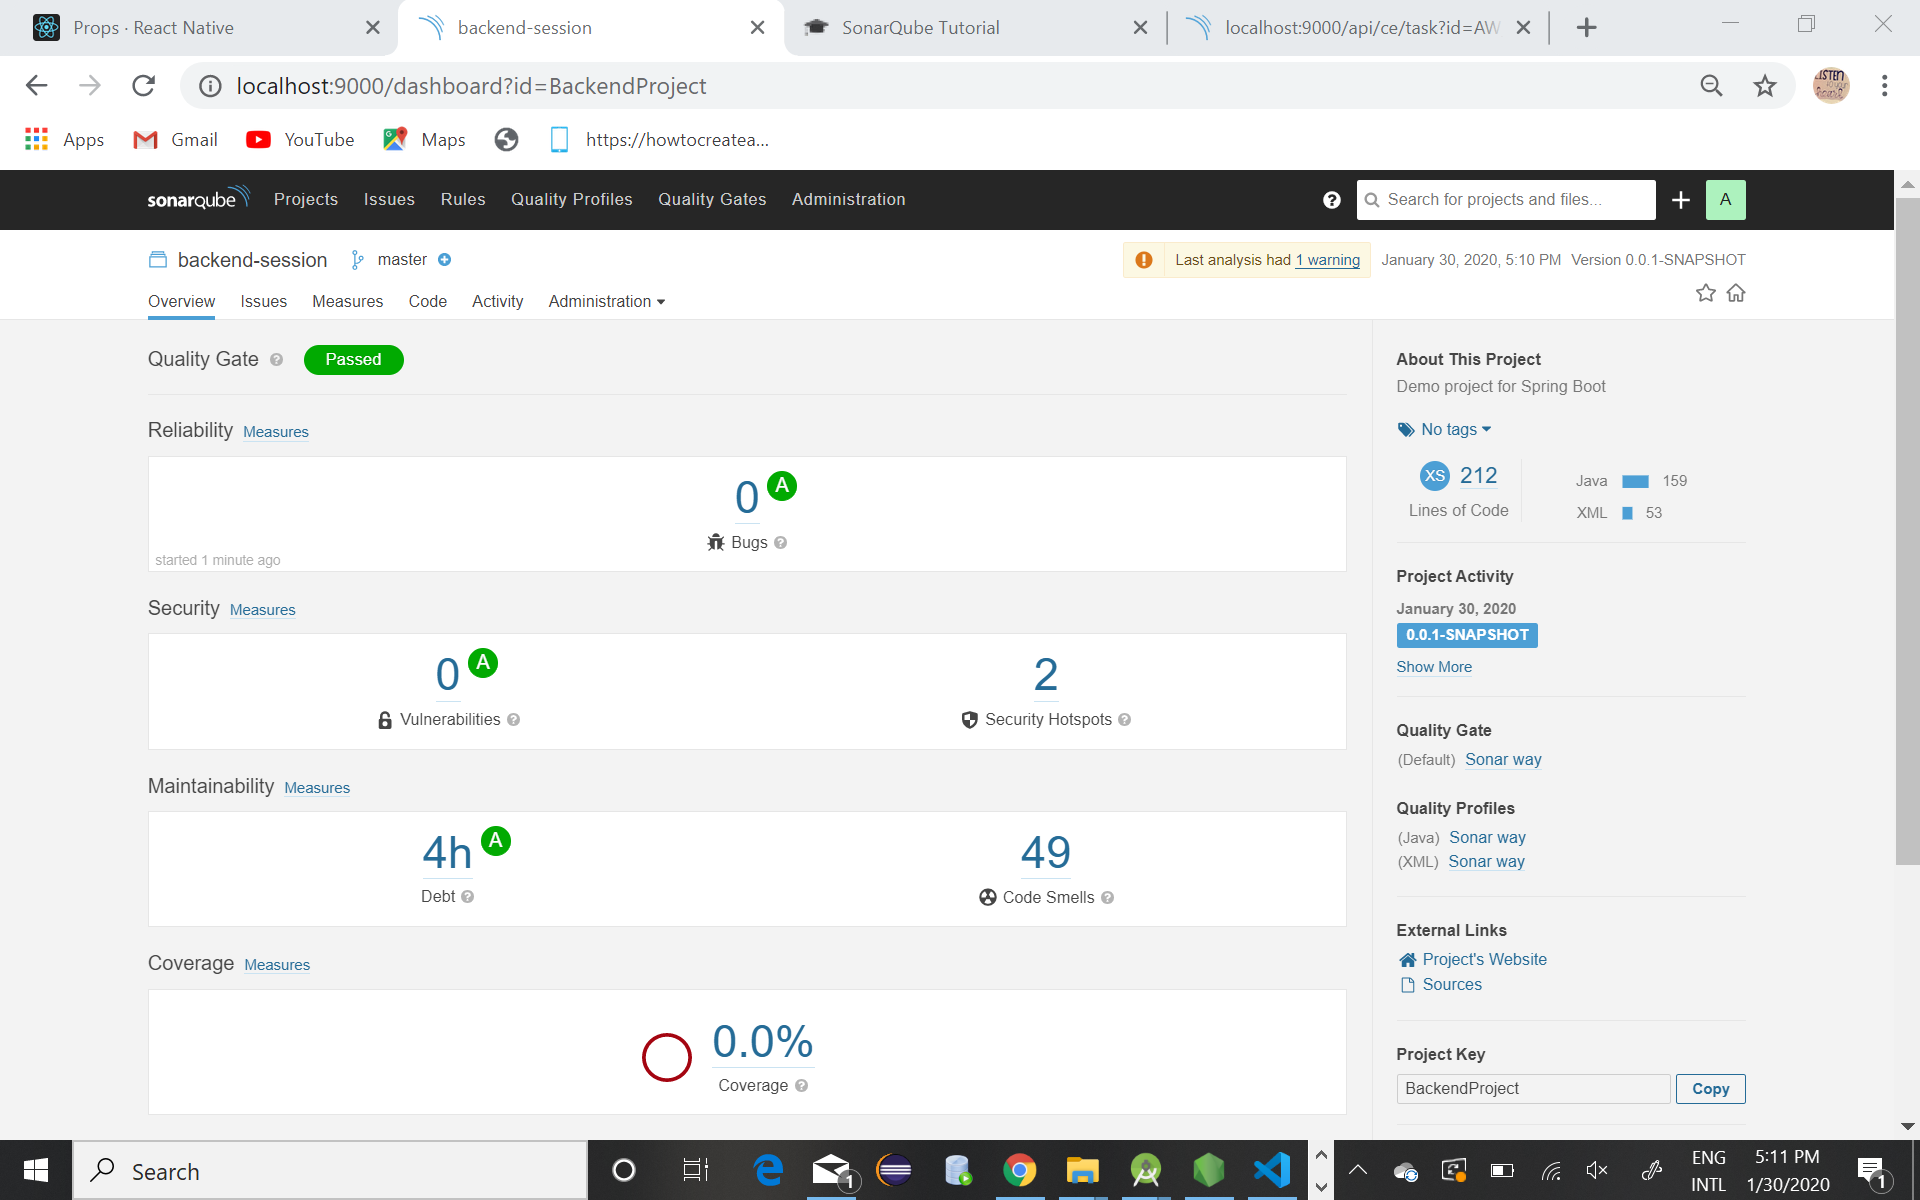 Props · React Native
backend-session
SonarQube Tutorial
localhost:9000/api/ce/task?id=AW
localhost:9000/dashboard?id=BackendProject
Apps
Gmail
YouTube
Maps
https://howtocreatea...
sonarqube
Projects
Issues
Rules
Quality Profiles
Quality Gates
Administration
Search for projects and files...
A
backend-session
master
Last analysis had 1 warning
January 30, 2020, 5:10 PM
Version 0.0.1-SNAPSHOT
Overview
Issues
Measures
Code
Activity
Administration
Quality Gate
Passed
Reliability
Measures
0
A
Bugs
started 1 minute ago
Security
Measures
0
A
Vulnerabilities
2
Security Hotspots
Maintainability
Measures
4h
A
Debt
49
Code Smells
Coverage
Measures
0.0%
Coverage
About This Project
Demo project for Spring Boot
No tags
XS
212
Lines of Code
Java
159
XML
53
Project Activity
January 30, 2020
0.0.1-SNAPSHOT
Show More
Quality Gate
(Default) Sonar way
Quality Profiles
(Java) Sonar way
(XML) Sonar way
External Links
Project's Website
Sources
Project Key
BackendProject
Copy
Search
1
ENG
INTL
5:11 PM
1/30/2020
1